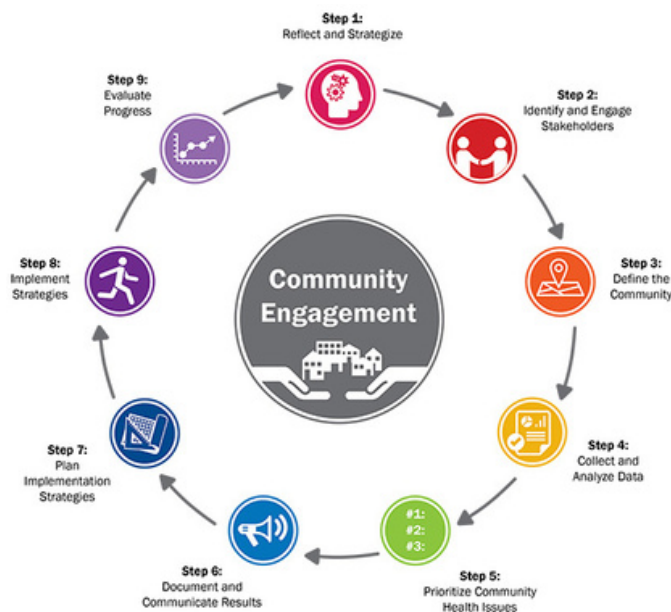 Step 1:
Reflect and Strategize
Step 2:
Identify and Engage
Stakeholders
Step 3:
Define the
Community
Step 4:
Collect and
Analyze Data
Step 5:
Prioritize Community
Health Issues
#1:
#2:
#3:
Step 6:
Document and
Communicate Results
Step 7:
Plan
Implementation
Strategies
Step 8:
Implement
Strategies
Step 9:
Evaluate
Progress
Community
Engagement